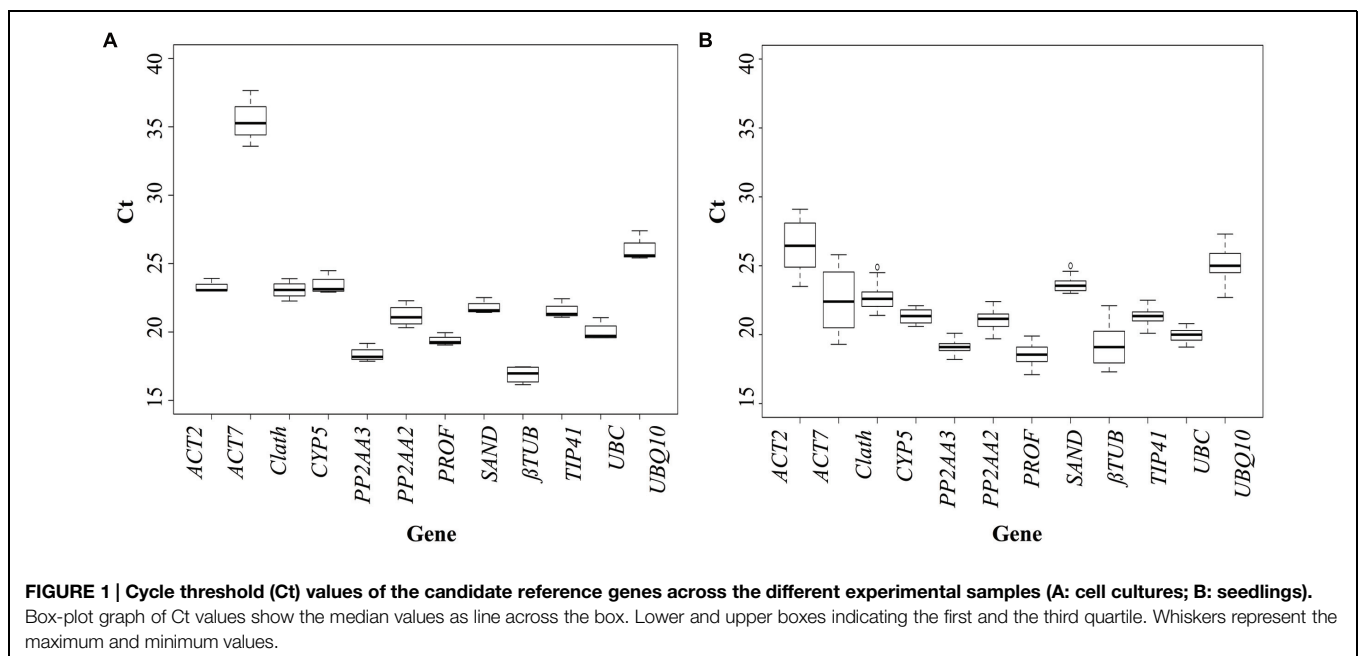 A
40
35
30
25
20
15
Ct
ACT2
ACT7
Clath
CYP5
PP2AA3
PP2AA2
PROF
SAND
βTUB
TIP41
UBC
UBQ10
Gene
B
40
35
30
25
20
15
Ct
ACT2
ACT7
Clath
CYP5
PP2AA3
PP2AA2
PROF
SAND
βTUB
TIP41
UBC
UBQ10
Gene
FIGURE 1 | Cycle threshold (Ct) values of the candidate reference genes across the different experimental samples (A: cell cultures; B: seedlings).
Box-plot graph of Ct values show the median values as line across the box. Lower and upper boxes indicating the first and the third quartile. Whiskers represent the
maximum and minimum values.